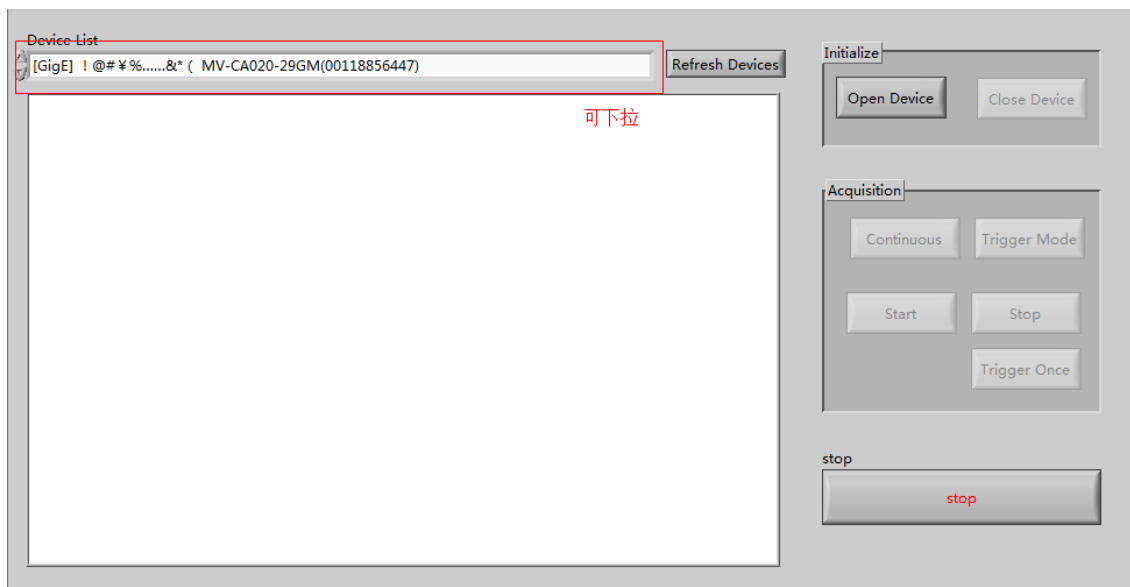 Device List
[GigE] ！@#￥%......&*（ MV-CA020-29GM(00118856447)
Refresh Devices
可下拉
Initialize
Open Device
Close Device
Acquisition
Continuous
Trigger Mode
Start
Stop
Trigger Once
stop
stop